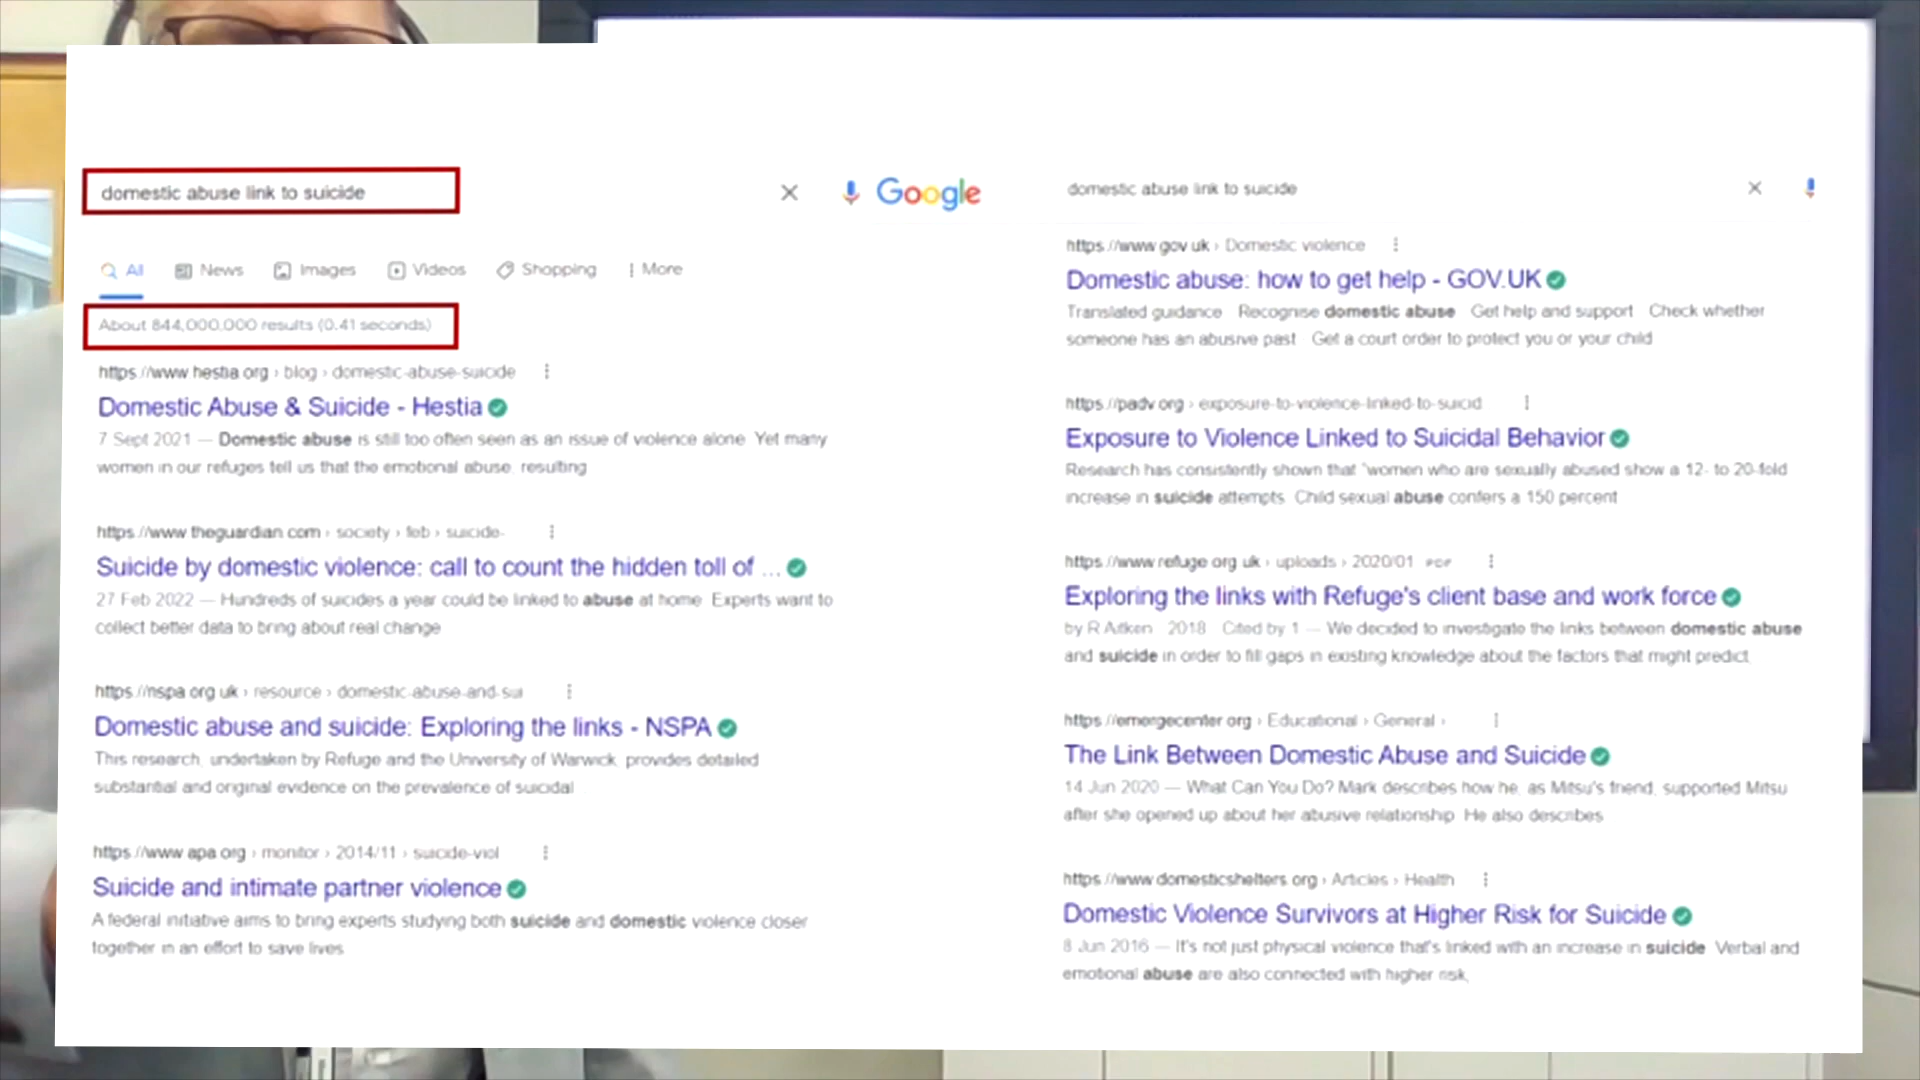 domestic abuse link to suicide
Google
All News Images Videos Shopping More
About 844,000,000 results (0.41 seconds)
https://www.hestia.org › blog › domestic-abuse-suicide
Domestic Abuse & Suicide - Hestia
7 Sept 2021 — Domestic abuse is still too often seen as an issue of violence alone. Yet many
women in our refuges tell us that the emotional abuse, resulting
https://www.theguardian.com › society › feb › suicide-
Suicide by domestic violence: call to count the hidden toll of ...
27 Feb 2022 — Hundreds of suicides a year could be linked to abuse at home. Experts want to
collect better data to bring about real change
https://nspa.org.uk › resource › domestic-abuse-and-sui
Domestic abuse and suicide: Exploring the links - NSPA
This research, undertaken by Refuge and the University of Warwick, provides detailed
substantial and original evidence on the prevalence of suicidal
https://www.apa.org › monitor › 2014/11 › suicide-viol
Suicide and intimate partner violence
A federal initiative aims to bring experts studying both suicide and domestic violence closer
together in an effort to save lives.
domestic abuse link to suicide
https://www.gov.uk › Domestic violence
Domestic abuse: how to get help - GOV.UK
Translated guidance Recognise domestic abuse Get help and support Check whether
someone has an abusive past Get a court order to protect you or your child
https://padv.org › exposure-to-violence-linked-to-suicid
Exposure to Violence Linked to Suicidal Behavior
Research has consistently shown that "women who are sexually abused show a 12- to 20-fold
increase in suicide attempts. Child sexual abuse confers a 150 percent
https://www.refuge.org.uk › uploads › 2020/01 PDF
Exploring the links with Refuge's client base and work force
by R Aitken 2018 Cited by 1 — We decided to investigate the links between domestic abuse
and suicide in order to fill gaps in existing knowledge about the factors that might predict
https://emergecenter.org › Educational › General ›
The Link Between Domestic Abuse and Suicide
14 Jun 2020 — What Can You Do? Mark describes how he, as Mitsu's friend, supported Mitsu
after she opened up about her abusive relationship. He also describes
https://www.domesticshelters.org › Articles › Health
Domestic Violence Survivors at Higher Risk for Suicide
8 Jun 2016 — It's not just physical violence that's linked with an increase in suicide. Verbal and
emotional abuse are also connected with higher risk,